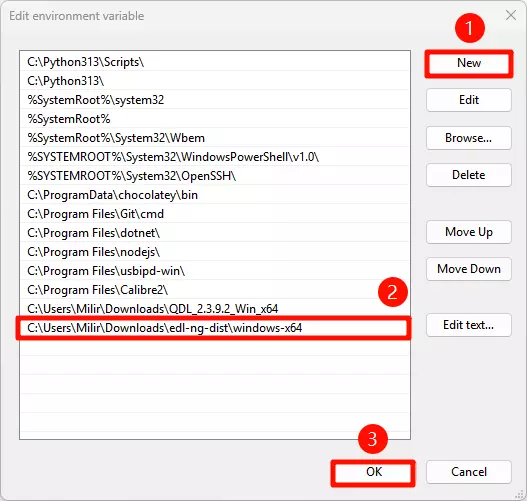 Edit environment variable
1
C:\Python313\Scripts\
New
C:\Python313\
%SystemRoot%\system32
Edit
%SystemRoot%
%SystemRoot%\System32\Wbem
Browse...
%SYSTEMROOT%\System32\WindowsPowerShell\v1.0\
%SYSTEMROOT%\System32\OpenSSH\
Delete
C:\ProgramData\chocolatey\bin
C:\Program Files\Git\cmd
C:\Program Files\dotnet\
Move Up
C:\Program Files\nodejs\
C:\Program Files\usbipd-win\
Move Down
C:\Program Files\Calibre2\
2
C:\Users\Milir\Downloads\QDL_2.3.9.2_Win_x64
C:\Users\Milir\Downloads\edl-ng-dist\windows-x64
Edit text...
3
OK
Cancel